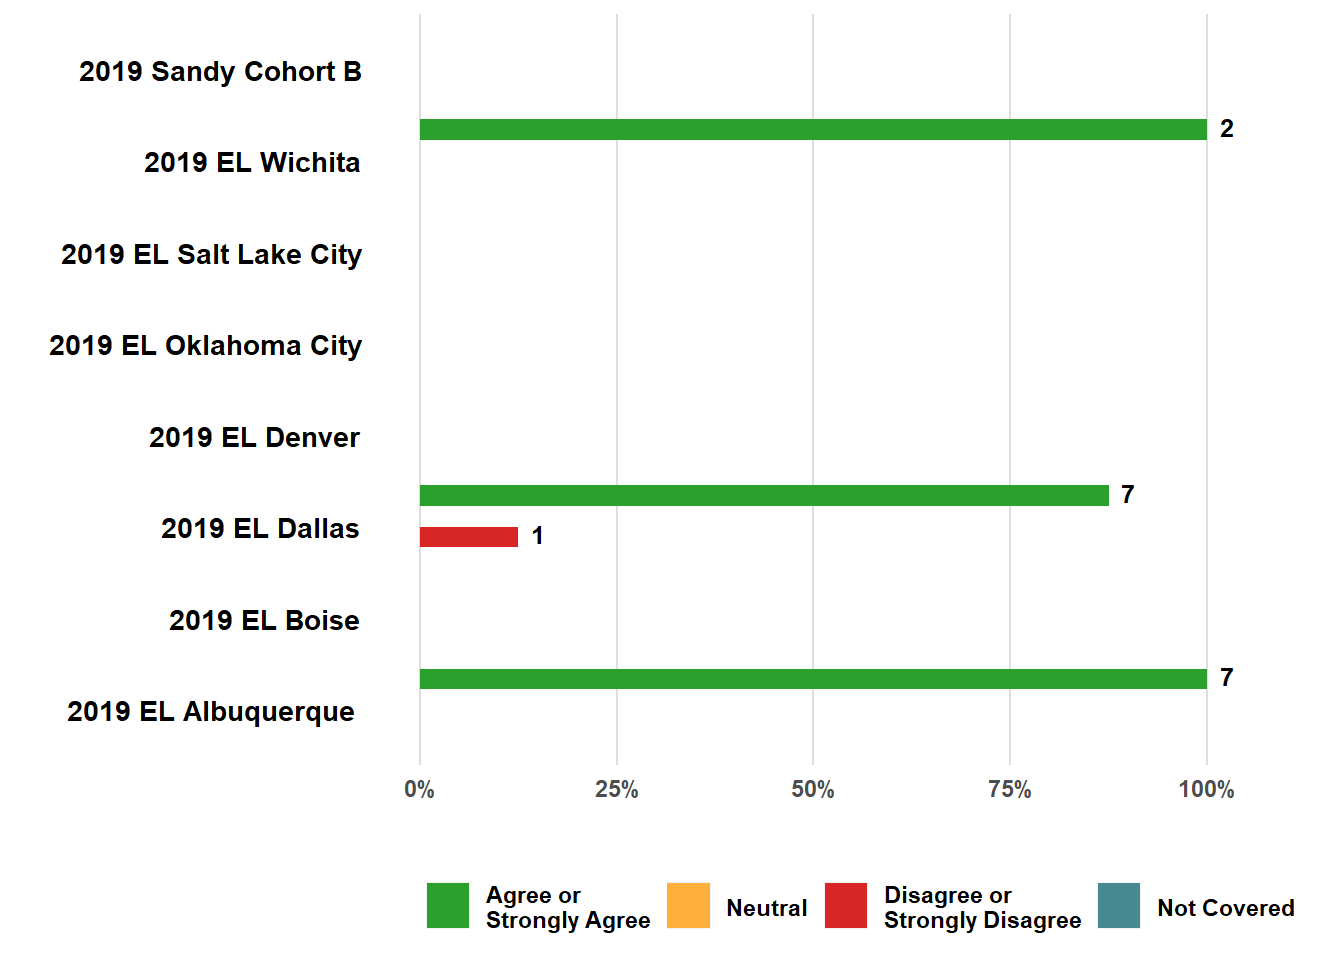 2019 Sandy Cohort B
2
2019 EL Wichita
2019 EL Salt Lake City
2019 EL Oklahoma City
2019 EL Denver
7
2019 EL Dallas
1
2019 EL Boise
7
2019 EL Albuquerque
0% 25% 50% 75% 100%
Agree or
Strongly Agree
Neutral
Disagree or
Strongly Disagree
Not Covered